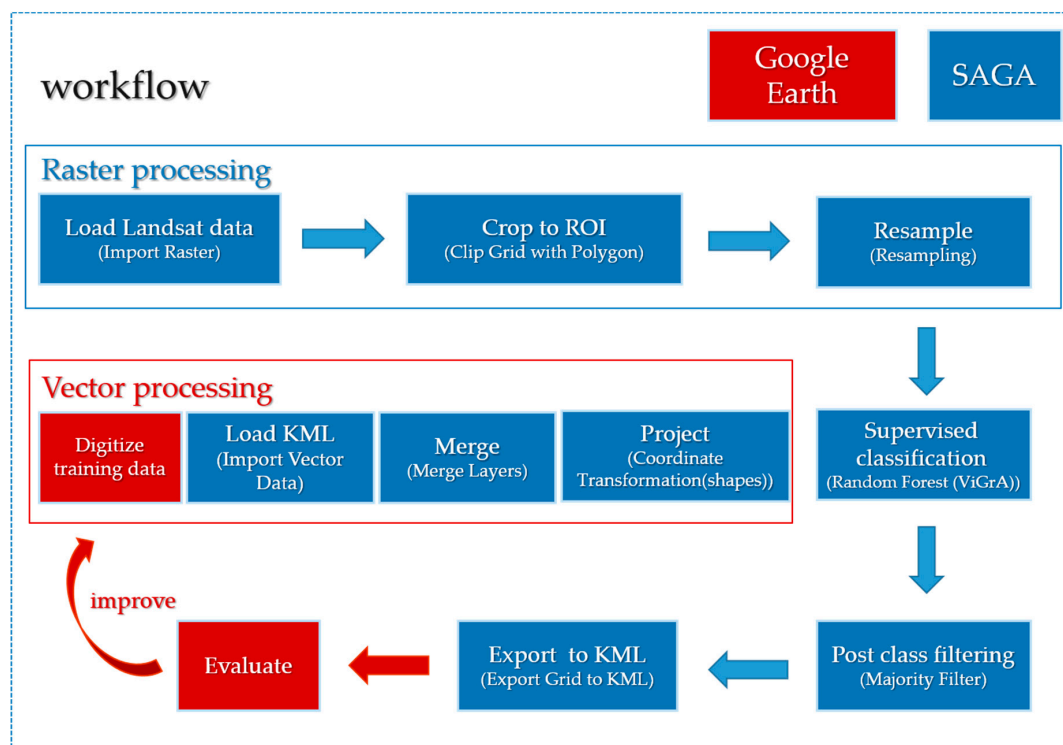 Google
Earth
SAGA
workflow
Raster processing
Load Landsat data
(Import Raster)
Crop to ROI
(Clip Grid with Polygon)
Resample
(Resampling)
Vector processing
Digitize
training data
Load KML
(Import Vector
Data)
Merge
(Merge Layers)
Project
(Coordinate
Transformation(shapes))
Supervised
classification
(Random Forest (ViGrA))
improve
Evaluate
Export to KML
(Export Grid to KML)
Post class filtering
(Majority Filter)